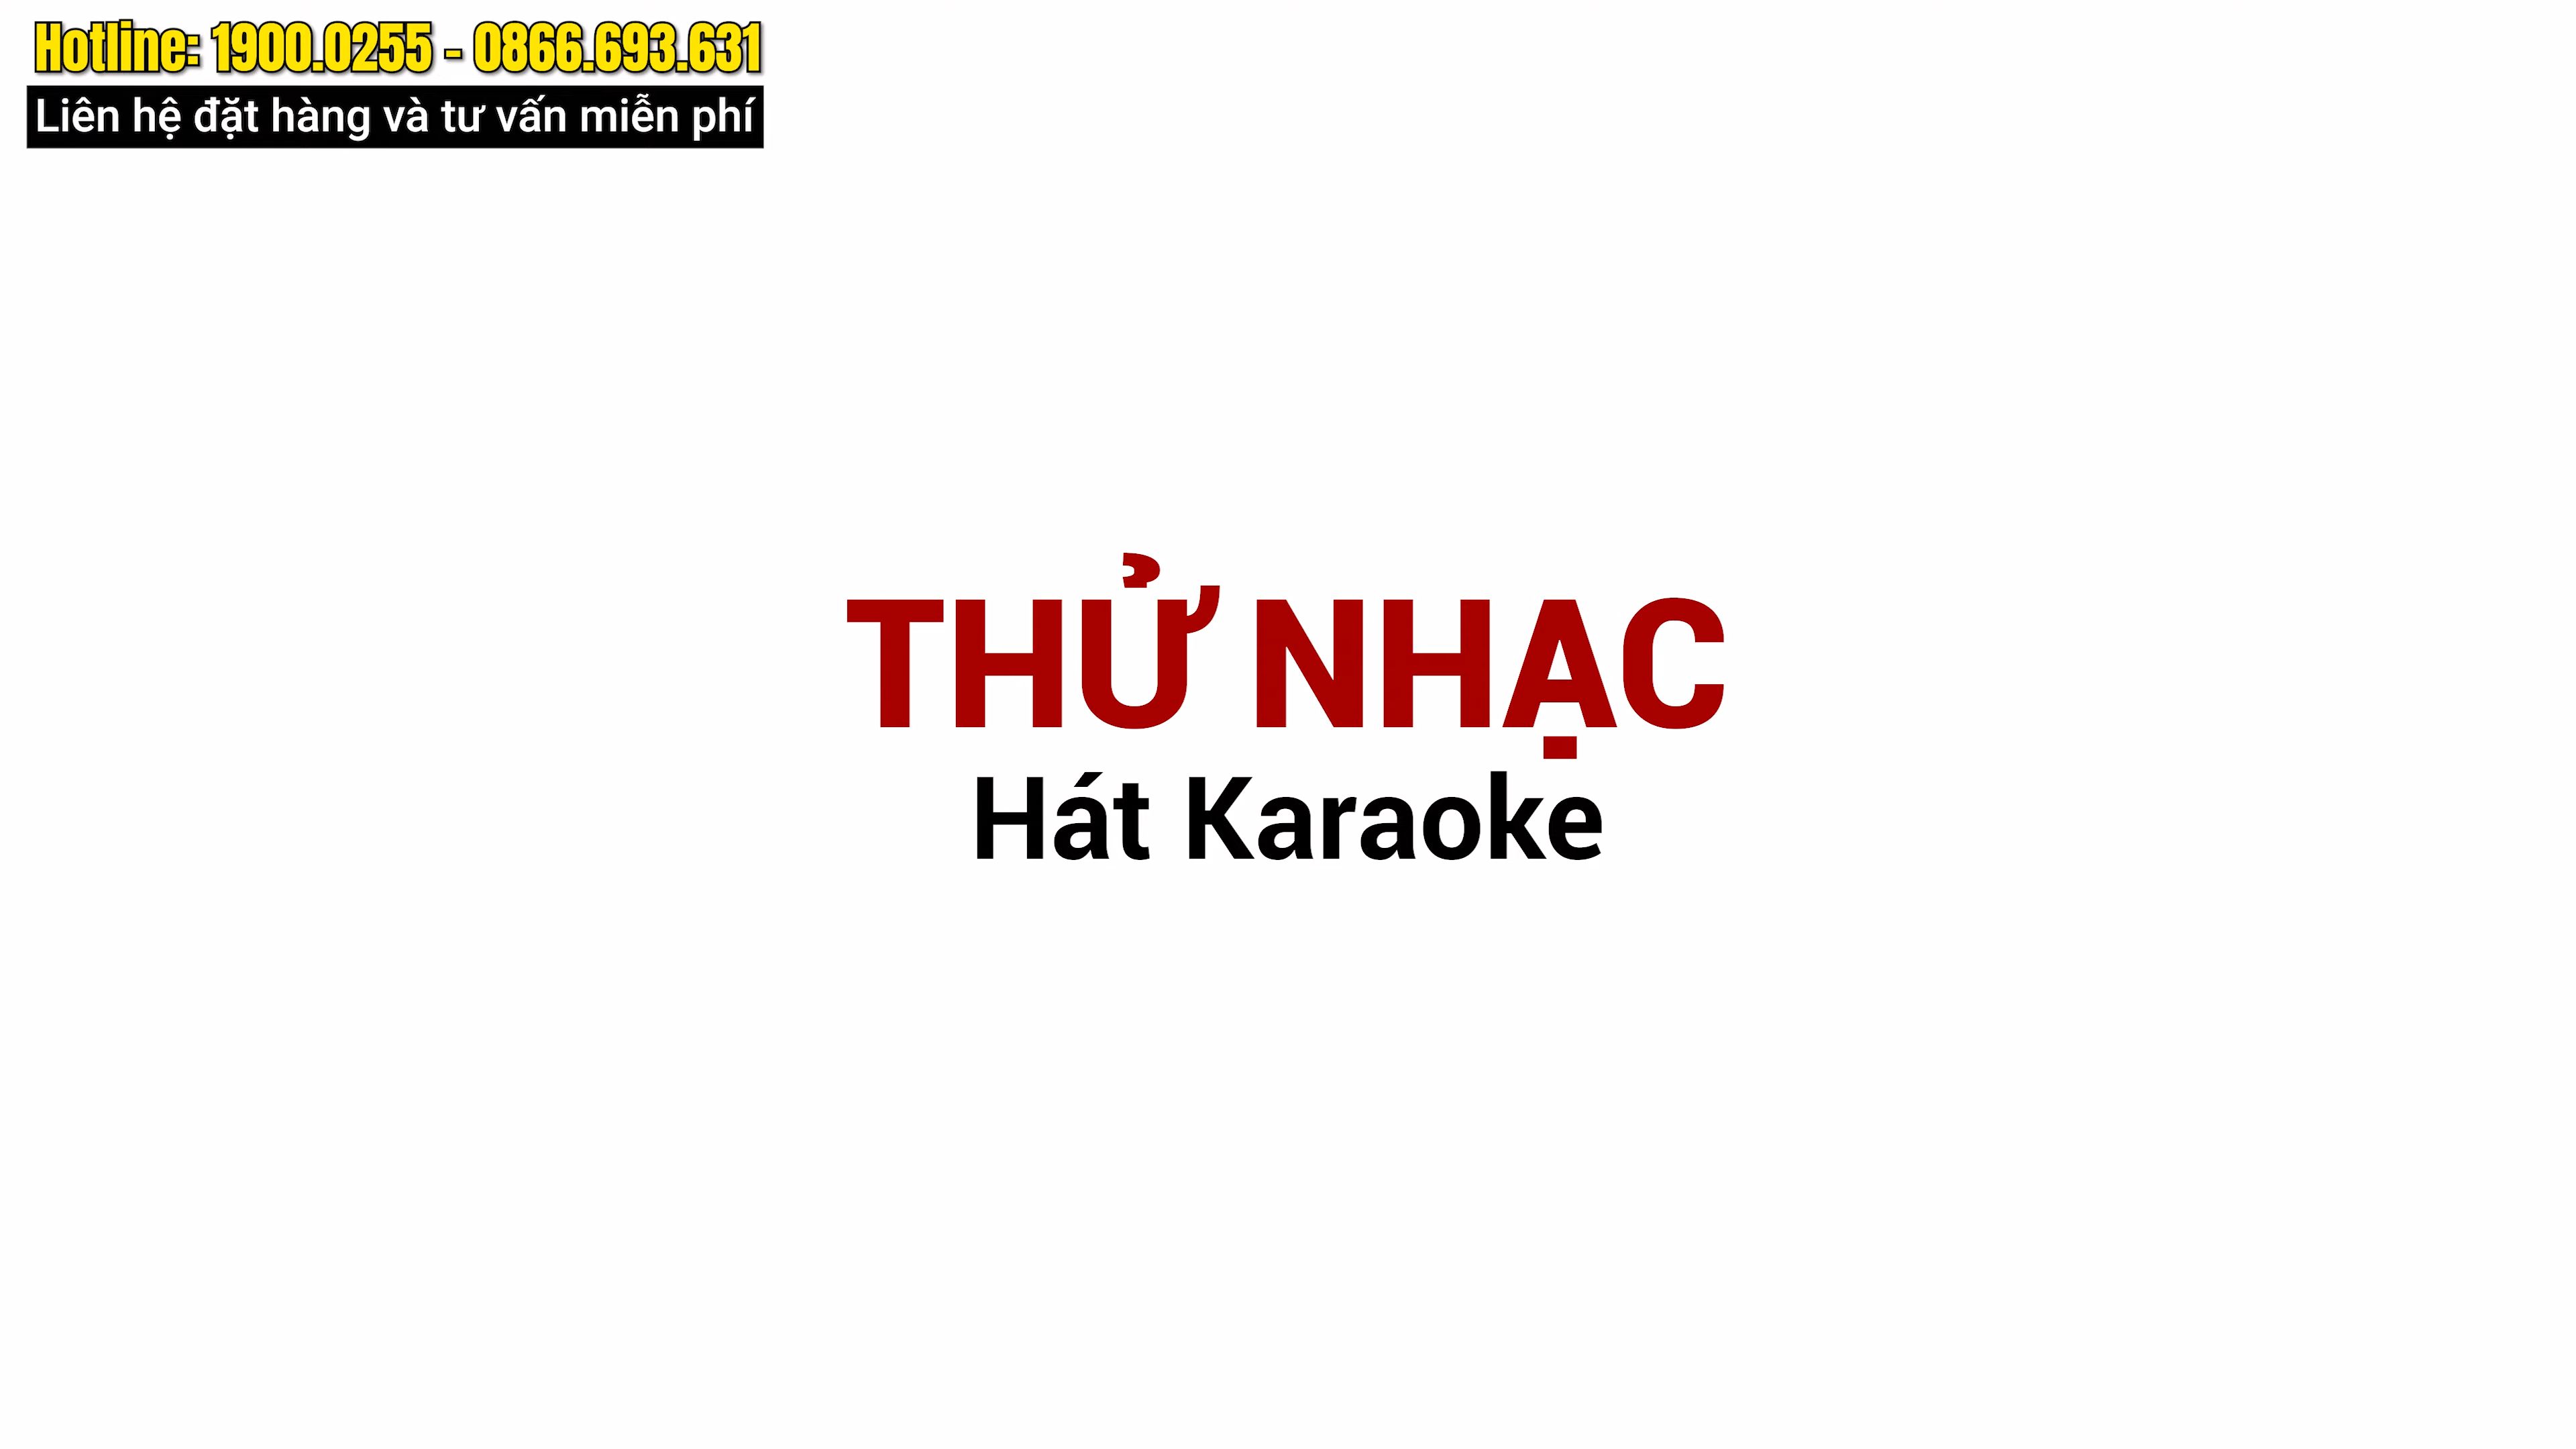 Hotline: 1900.0255 - 0866.693.631
Liên hệ đặt hàng và tư vấn miễn phí
THỬ NHẠC
Hát Karaoke